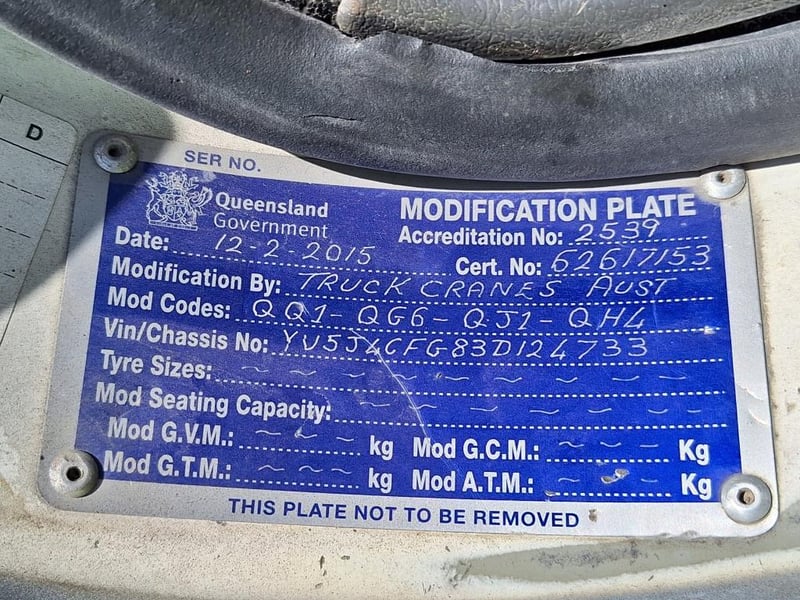 D
SER NO.
Queensland Government
MODIFICATION PLATE
Accreditation No: 2539
Date: 12-2-2015
Cert. No: 62617153
Modification By: TRUCK CRANES AUST
Mod Codes: QQ1-QG6-QJ1-QH4
Vin/Chassis No: YV5J4CFG83D124733
Tyre Sizes: ~ ~ ~ ~ ~ ~ ~ ~ ~
Mod Seating Capacity: ~ ~ ~ ~ ~ ~ ~
Mod G.V.M.: ~ ~ ~ kg Mod G.C.M.: ~ ~ ~ Kg
Mod G.T.M.: ~ ~ ~ kg Mod A.T.M.: ~ ~ ~ Kg
THIS PLATE NOT TO BE REMOVED